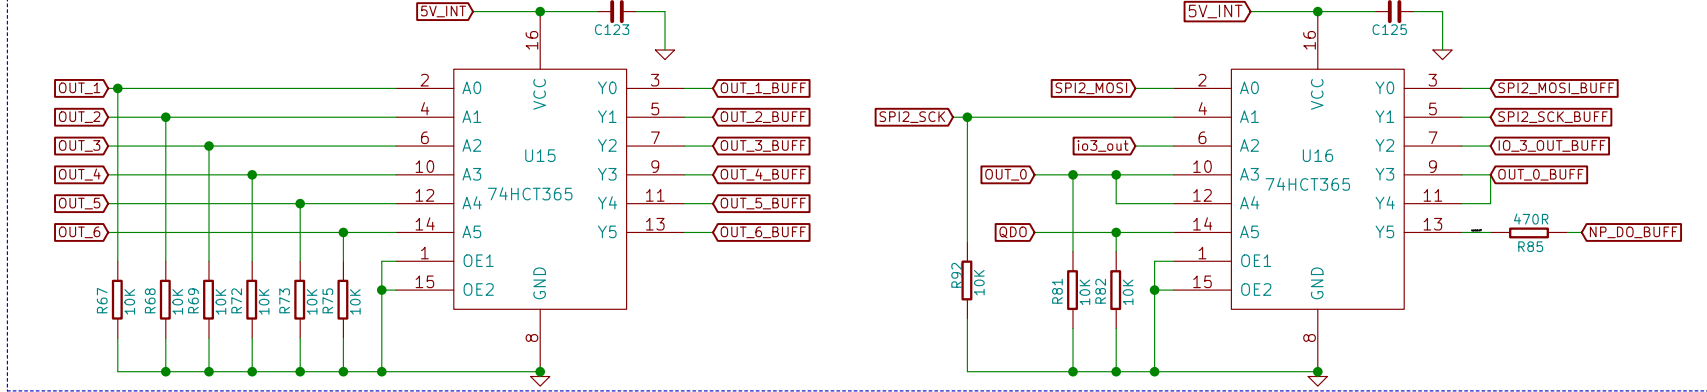 5V_INT
C123
16
OUT_1
2
A0
VCC
Y0
3
OUT_1_BUFF
OUT_2
4
A1
Y1
5
OUT_2_BUFF
OUT_3
6
A2
Y2
7
OUT_3_BUFF
U15
OUT_4
10
A3
Y3
9
OUT_4_BUFF
74HCT365
OUT_5
12
A4
Y4
11
OUT_5_BUFF
OUT_6
14
A5
Y5
13
OUT_6_BUFF
1
OE1
15
OE2
GND
8
R67
10K
R68
10K
R69
10K
R72
10K
R73
10K
R75
10K
5V_INT
C125
16
SPI2_MOSI
2
A0
VCC
Y0
3
SPI2_MOSI_BUFF
SPI2_SCK
4
A1
Y1
5
SPI2_SCK_BUFF
io3_out
6
A2
Y2
7
IO_3_OUT_BUFF
U16
OUT_0
10
A3
Y3
9
OUT_0_BUFF
74HCT365
12
A4
Y4
11
QDO
14
A5
Y5
13
470R
R85
NP_DO_BUFF
1
OE1
15
OE2
GND
8
R92
10K
R81
10K
R82
10K